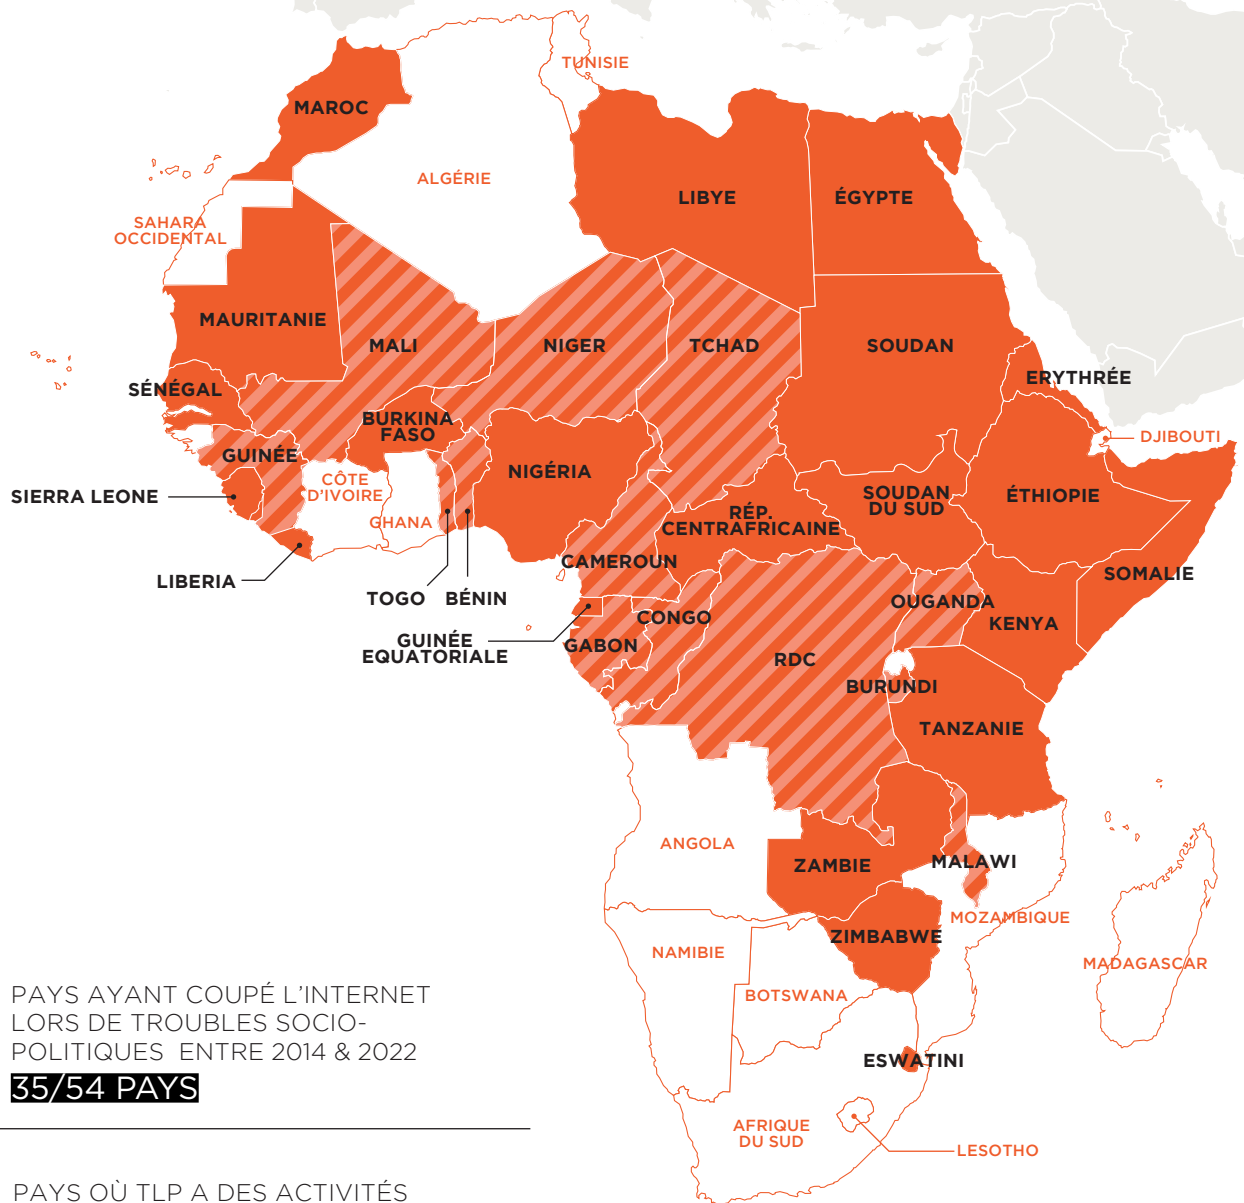 TUNISIE
MAROC
ALGÉRIE
LIBYE
ÉGYPTE
SAHARA
OCCIDENTAL
MAURITANIE
MALI
NIGER
TCHAD
SOUDAN
ERYTHRÉE
SÉNÉGAL
BURKINA
FASO
DJIBOUTI
GUINÉE
NIGÉRIA
CÔTE
D'IVOIRE
SIERRA LEONE
SOUDAN
DU SUD
ÉTHIOPIE
GHANA
RÉP.
CENTRAFRICAINE
LIBERIA
CAMEROUN
SOMALIE
TOGO
BÉNIN
OUGANDA
CONGO
KENYA
GUINÉE
EQUATORIALE
GABON
RDC
BURUNDI
TANZANIE
ANGOLA
ZAMBIE
MALAWI
MOZAMBIQUE
ZIMBABWE
NAMIBIE
MADAGASCAR
BOTSWANA
ESWATINI
AFRIQUE
DU SUD
LESOTHO
PAYS AYANT COUPÉ L'INTERNET
LORS DE TROUBLES SOCIO-
POLITIQUES ENTRE 2014 & 2022
35/54 PAYS
PAYS OÙ TLP A DES ACTIVITÉS